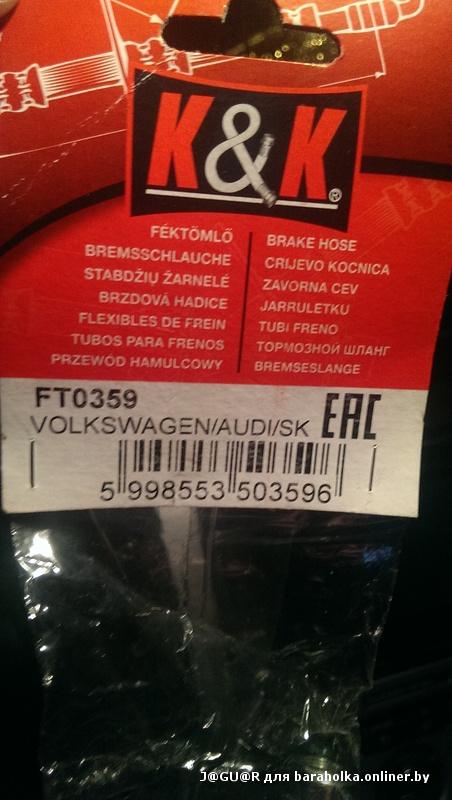 K&K®
FÉKTÖMLŐ
BREMSSCHLAUCHE
STABDŽIŲ ŽARNELĖ
BRZDOVÁ HADICE
FLEXIBLES DE FREIN
TUBOS PARA FRENOS
PRZEWÓD HAMULCOWY
BRAKE HOSE
CRIJEVO KOCNICA
ZAVORNA CEV
JARRULETKU
TUBI FRENO
ТОРМОЗНОЙ ШЛАНГ
BREMSESLANGE
FT0359
VOLKSWAGEN/AUDI/SK
EAC
5 998553 503596
J@GU@R для baraholka.onliner.by